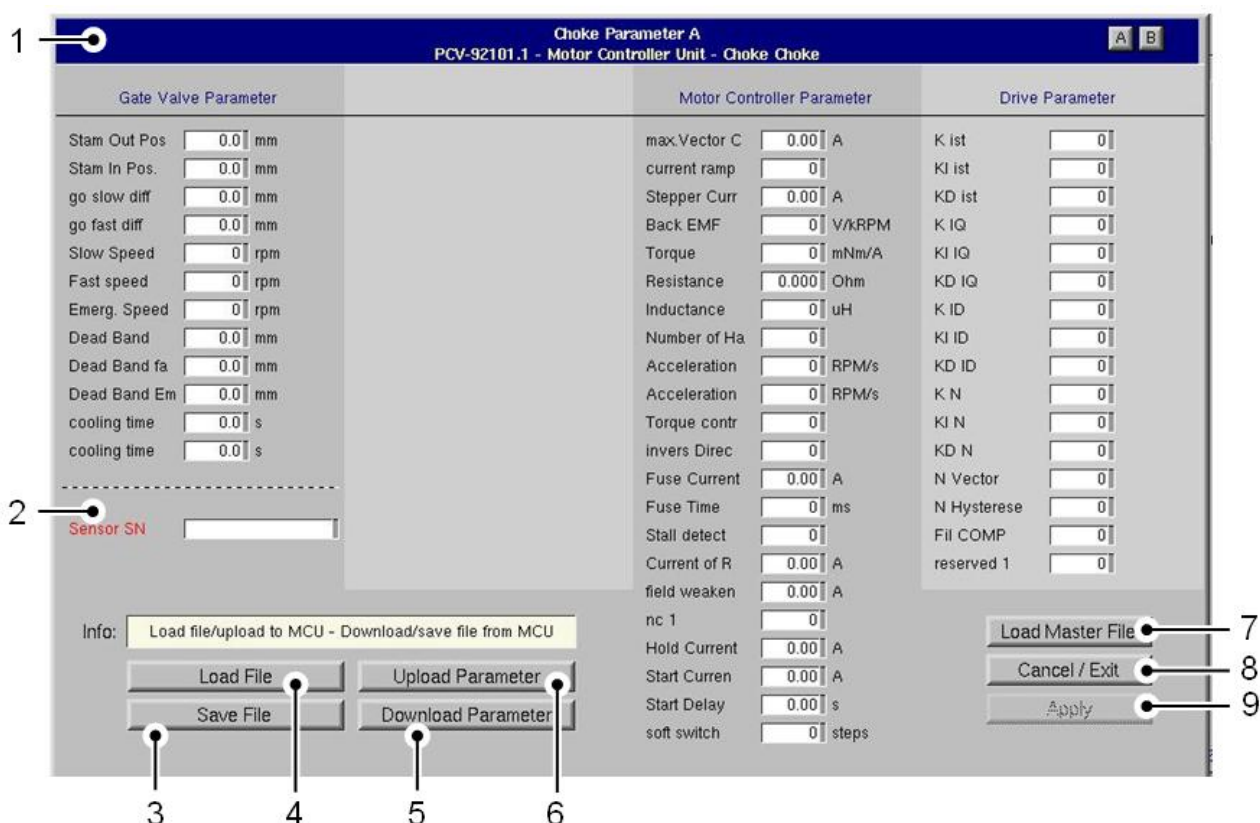 Choke Parameter A
PCV-92101.1 - Motor Controller Unit - Choke Choke
A B
1
Gate Valve Parameter
Stam Out Pos 0.0 mm
Stam In Pos. 0.0 mm
go slow diff 0.0 mm
go fast diff 0.0 mm
Slow Speed 0 rpm
Fast speed 0 rpm
Emerg. Speed 0 rpm
Dead Band 0.0 mm
Dead Band fa 0.0 mm
Dead Band Em 0.0 mm
cooling time 0.0 s
cooling time 0.0 s
2
Sensor SN
Motor Controller Parameter
max.Vector C 0.00 A
current ramp 0
Stepper Curr 0.00 A
Back EMF 0 V/kRPM
Torque 0 mNm/A
Resistance 0.000 Ohm
Inductance 0 uH
Number of Ha 0
Acceleration 0 RPM/s
Acceleration 0 RPM/s
Torque contr 0
invers Direc 0
Fuse Current 0.00 A
Fuse Time 0 ms
Stall detect 0
Current of R 0.00 A
field weaken 0.00 A
nc 1 0
Hold Current 0.00 A
Start Curren 0.00 A
Start Delay 0.00 s
soft switch 0 steps
Drive Parameter
K ist 0
KI ist 0
KD ist 0
K IQ 0
KI IQ 0
KD IQ 0
K ID 0
KI ID 0
KD ID 0
K N 0
KI N 0
KD N 0
N Vector 0
N Hysterese 0
Fil COMP 0
reserved 1 0
Info: Load file/upload to MCU - Download/save file from MCU
Load File Upload Parameter
Save File Download Parameter
Load Master File 7
Cancel / Exit 8
Apply 9
3 4 5 6